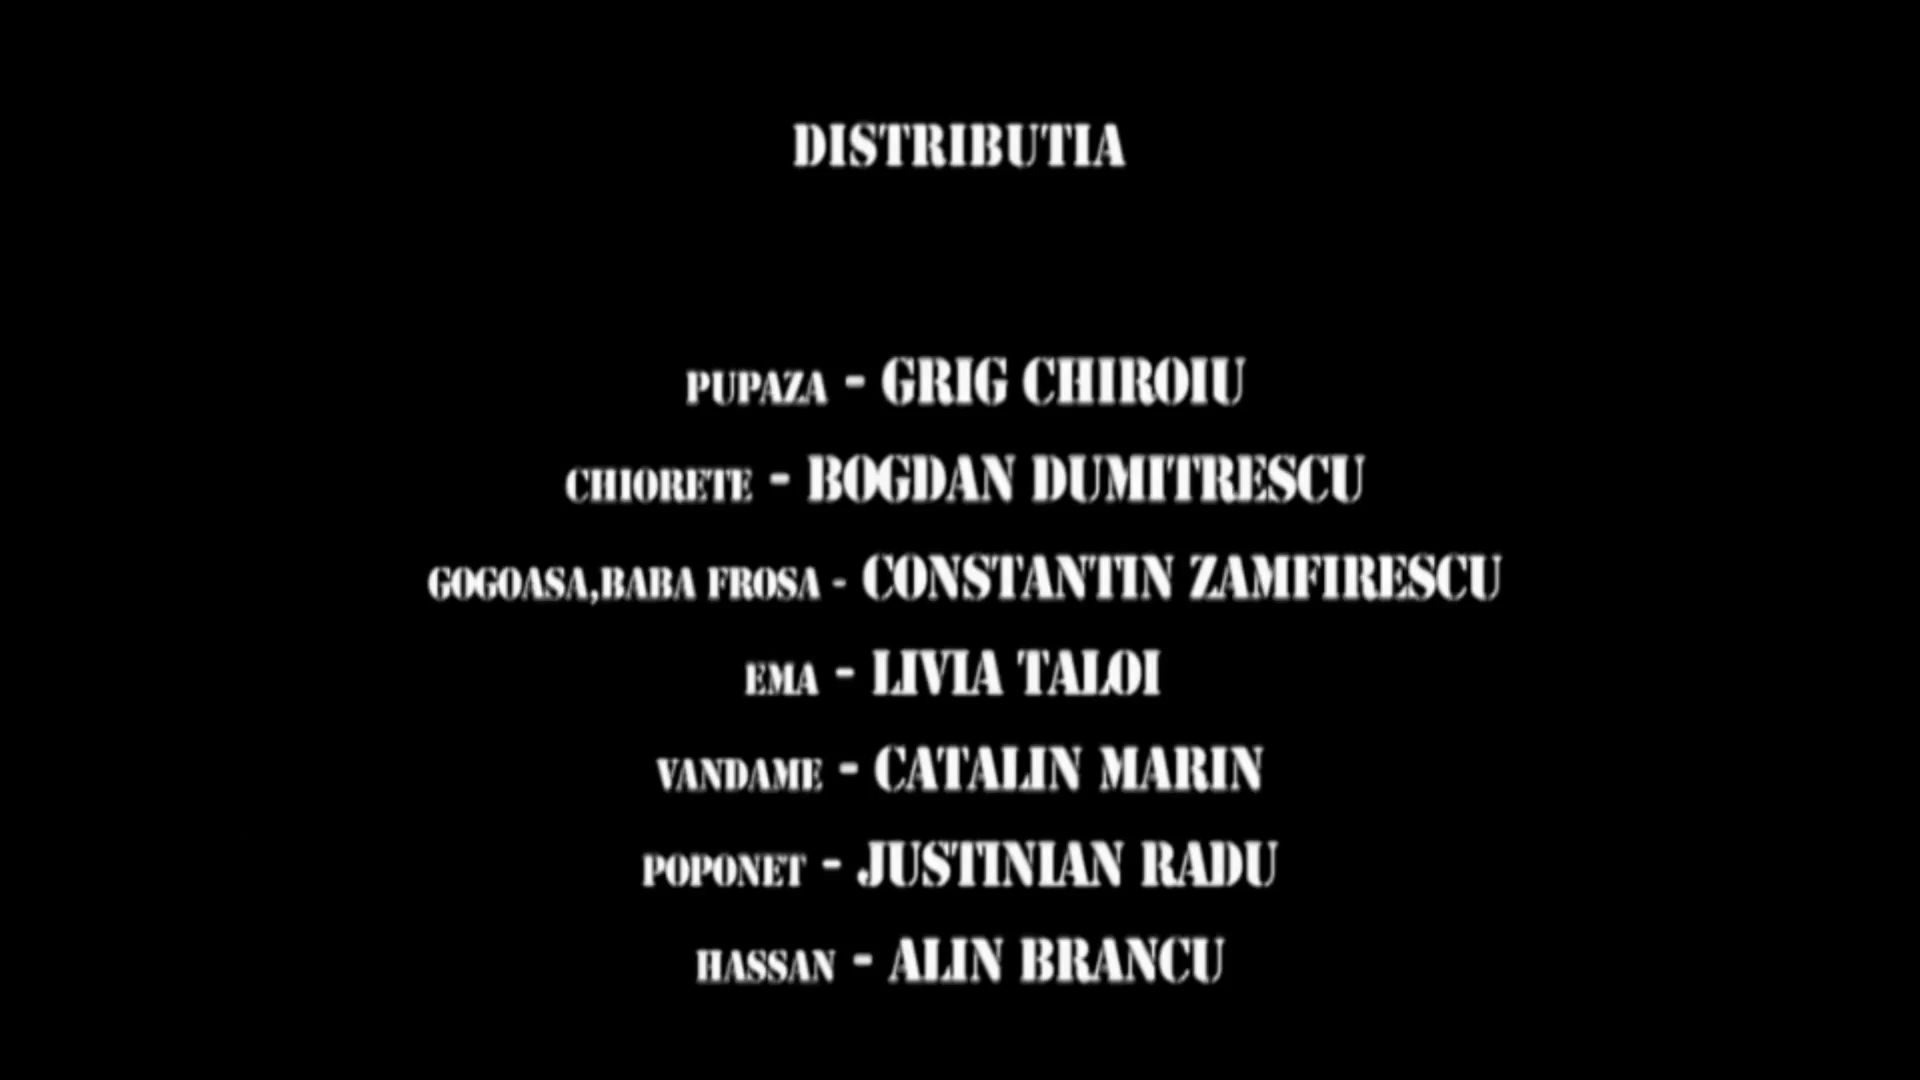 DISTRIBUTIA
PUPAZA - GRIG CHIROIU
CHIORETE - BOGDAN DUMITRESCU
GOGOASA,BABA FROSA - CONSTANTIN ZAMFIRESCU
EMA - LIVIA TALOI
VANDAME - CATALIN MARIN
POPONET - JUSTINIAN RADU
HASSAN - ALIN BRANCU